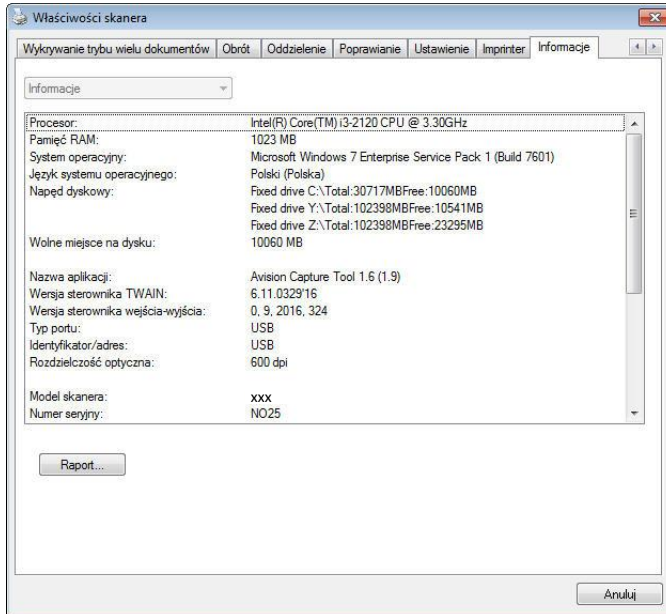 Właściwości skanera
Wykrywanie trybu wielu dokumentów Obrót Oddzielenie Poprawianie Ustawienie Imprinter Informacje
Informacje
Procesor: Intel(R) Core(TM) i3-2120 CPU @ 3.30GHz
Pamięć RAM: 1023 MB
System operacyjny: Microsoft Windows 7 Enterprise Service Pack 1 (Build 7601)
Język systemu operacyjnego: Polski (Polska)
Napęd dyskowy: Fixed drive C:\Total:30717MBFree:10060MB
Fixed drive Y:\Total:102398MBFree:10541MB
Fixed drive Z:\Total:102398MBFree:23295MB
Wolne miejsce na dysku: 10060 MB
Nazwa aplikacji: Avision Capture Tool 1.6 (1.9)
Wersja sterownika TWAIN: 6.11.0329'16
Wersja sterownika wejścia-wyjścia: 0, 9, 2016, 324
Typ portu: USB
Identyfikator/adres: USB
Rozdzielczość optyczna: 600 dpi
Model skanera: xxx
Numer seryjny: NO25
Raport...
Anuluj